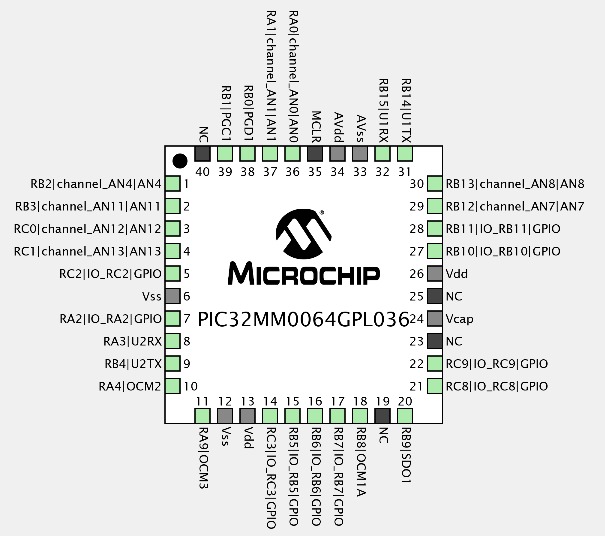 RA1|channel_AN1|AN1
RA0|channel_AN0|AN0
NC
RB1|PGC1
RB0|PGD1
MCLR
AVdd
AVss
RB15|U1RX
RB14|U1TX
40 39 38 37 36 35 34 33 32 31
RB2|channel_AN4|AN4 1
RB3|channel_AN11|AN11 2
RC0|channel_AN12|AN12 3
RC1|channel_AN13|AN13 4
RC2|IO_RC2|GPIO 5
Vss 6
RA2|IO_RA2|GPIO 7
RA3|U2RX 8
RB4|U2TX 9
RA4|OCM2 10
MICROCHIP
PIC32MM0064GPL036
30 RB13|channel_AN8|AN8
29 RB12|channel_AN7|AN7
28 RB11|IO_RB11|GPIO
27 RB10|IO_RB10|GPIO
26 Vdd
25 NC
24 Vcap
23 NC
22 RC9|IO_RC9|GPIO
21 RC8|IO_RC8|GPIO
11 12 13 14 15 16 17 18 19 20
RA9|OCM3
Vss
Vdd
RC3|IO_RC3|GPIO
RB5|IO_RB5|GPIO
RB6|IO_RB6|GPIO
RB7|IO_RB7|GPIO
RB8|OCM1A
NC
RB9|SDO1